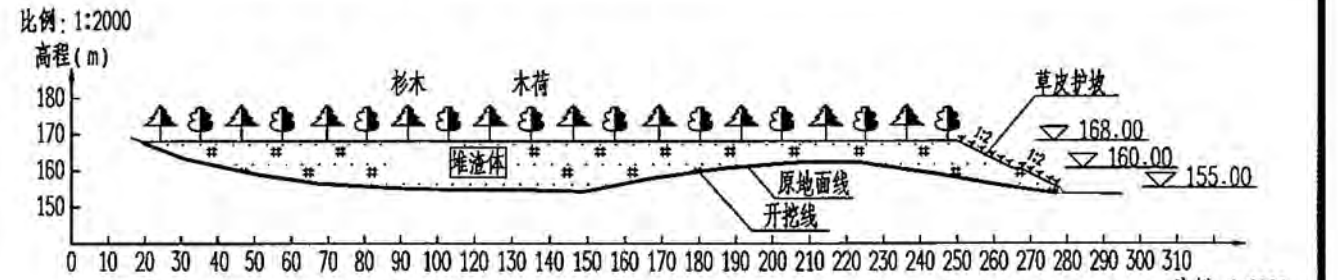 比例: 1:2000
高程(m)
杉木 木荷 草皮护坡
180
170 1:2 168.00
堆渣体 1:2 160.00
160 原地面线 155.00
150 开挖线
0 10 20 30 40 50 60 70 80 90 100 110 120 130 140 150 160 170 180 190 200 210 220 230 240 250 260 270 280 290 300 310